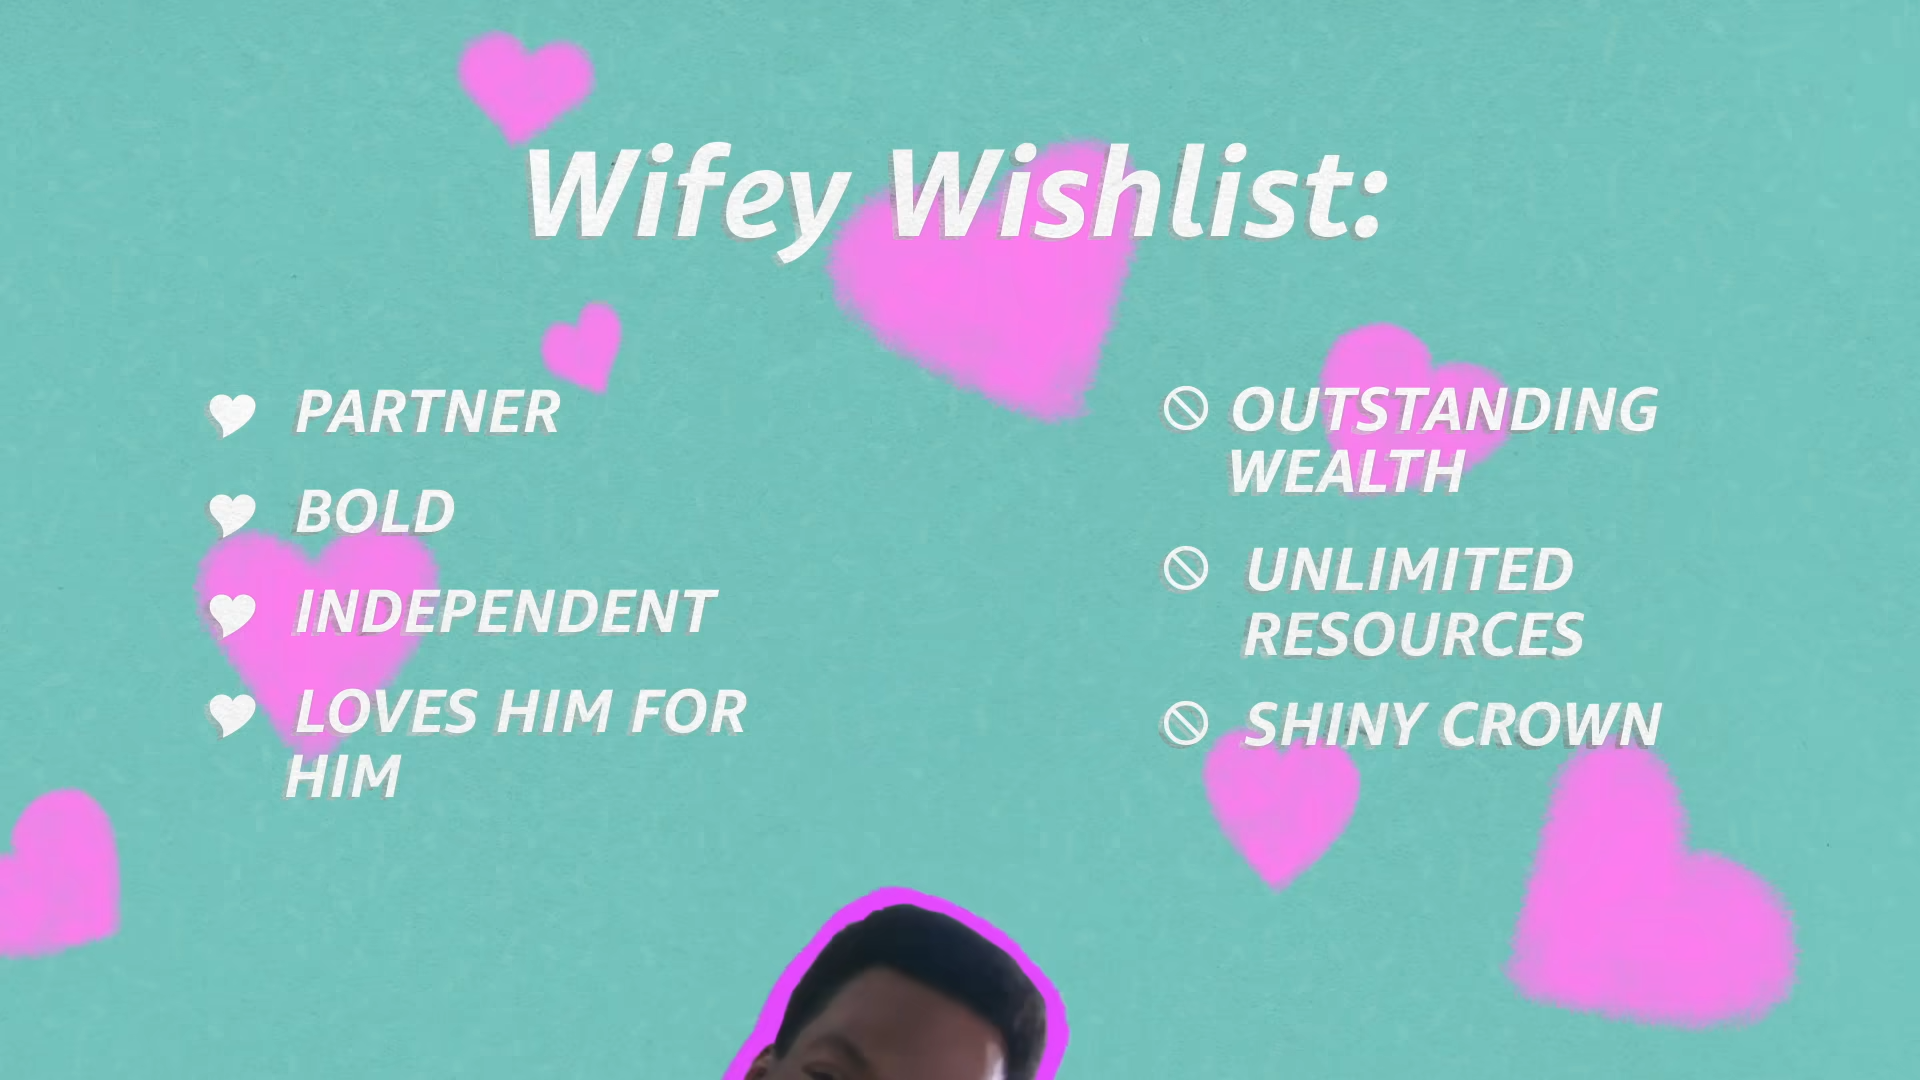 Wifey Wishlist:
PARTNER
BOLD
INDEPENDENT
LOVES HIM FOR
HIM
OUTSTANDING
WEALTH
UNLIMITED
RESOURCES
SHINY CROWN